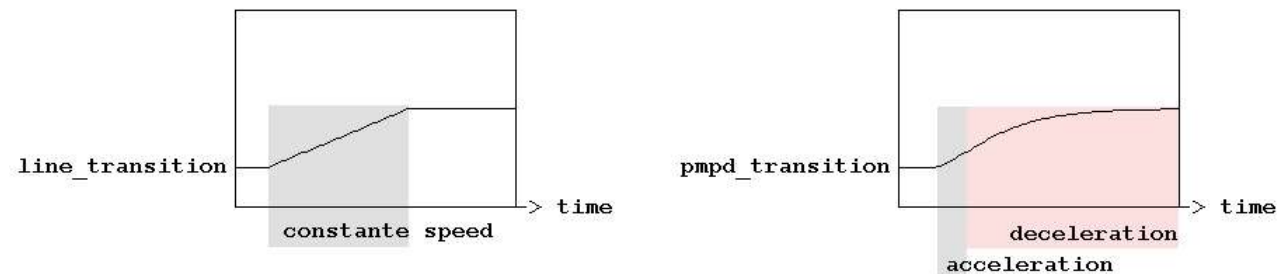 line_transition
time
constante speed
pmpd_transition
time
deceleration
acceleration